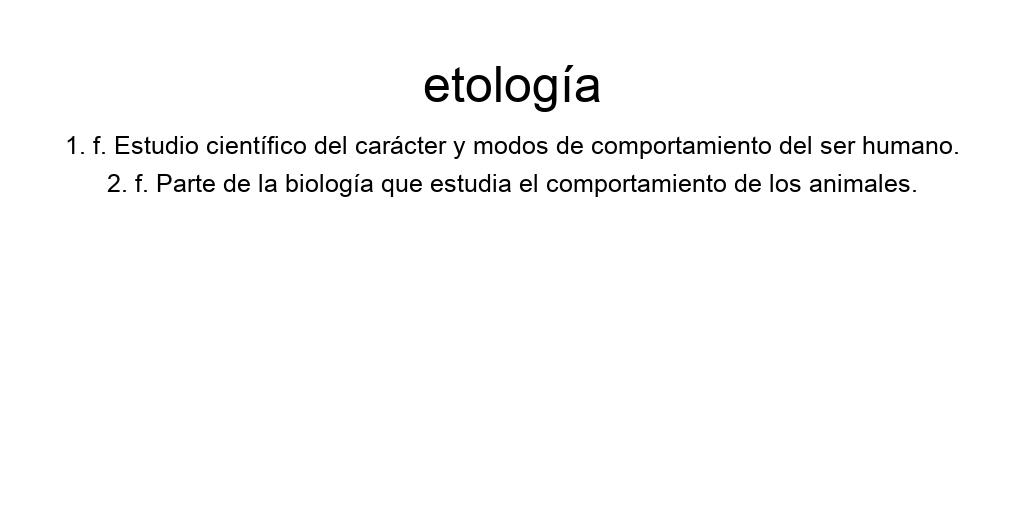 etología
1. f. Estudio científico del carácter y modos de comportamiento del ser humano.
2. f. Parte de la biología que estudia el comportamiento de los animales.